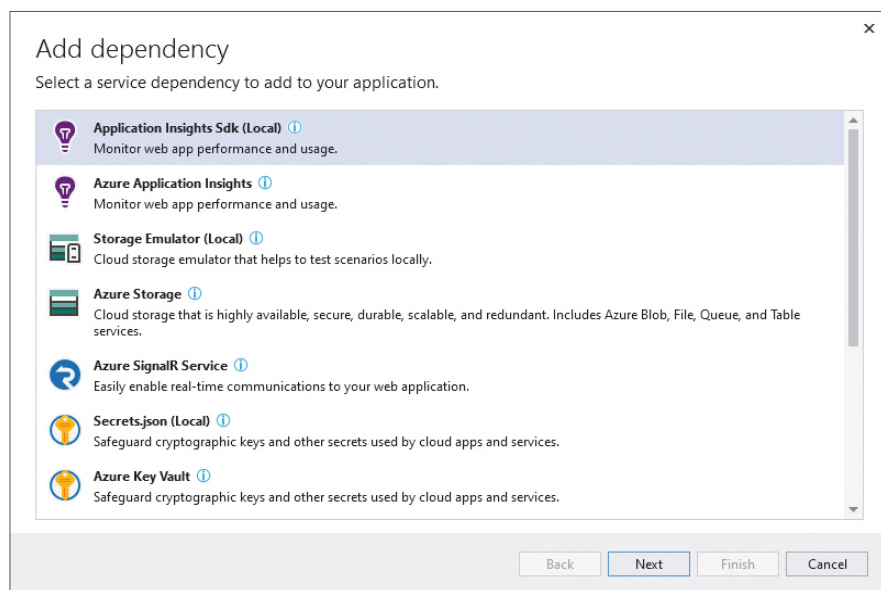 Add dependency
Select a service dependency to add to your application.
Application Insights Sdk (Local)
Monitor web app performance and usage.
Azure Application Insights
Monitor web app performance and usage.
Storage Emulator (Local)
Cloud storage emulator that helps to test scenarios locally.
Azure Storage
Cloud storage that is highly available, secure, durable, scalable, and redundant. Includes Azure Blob, File, Queue, and Table
services.
Azure SignalR Service
Easily enable real-time communications to your web application.
Secrets.json (Local)
Safeguard cryptographic keys and other secrets used by cloud apps and services.
Azure Key Vault
Safeguard cryptographic keys and other secrets used by cloud apps and services.
Back Next Finish Cancel